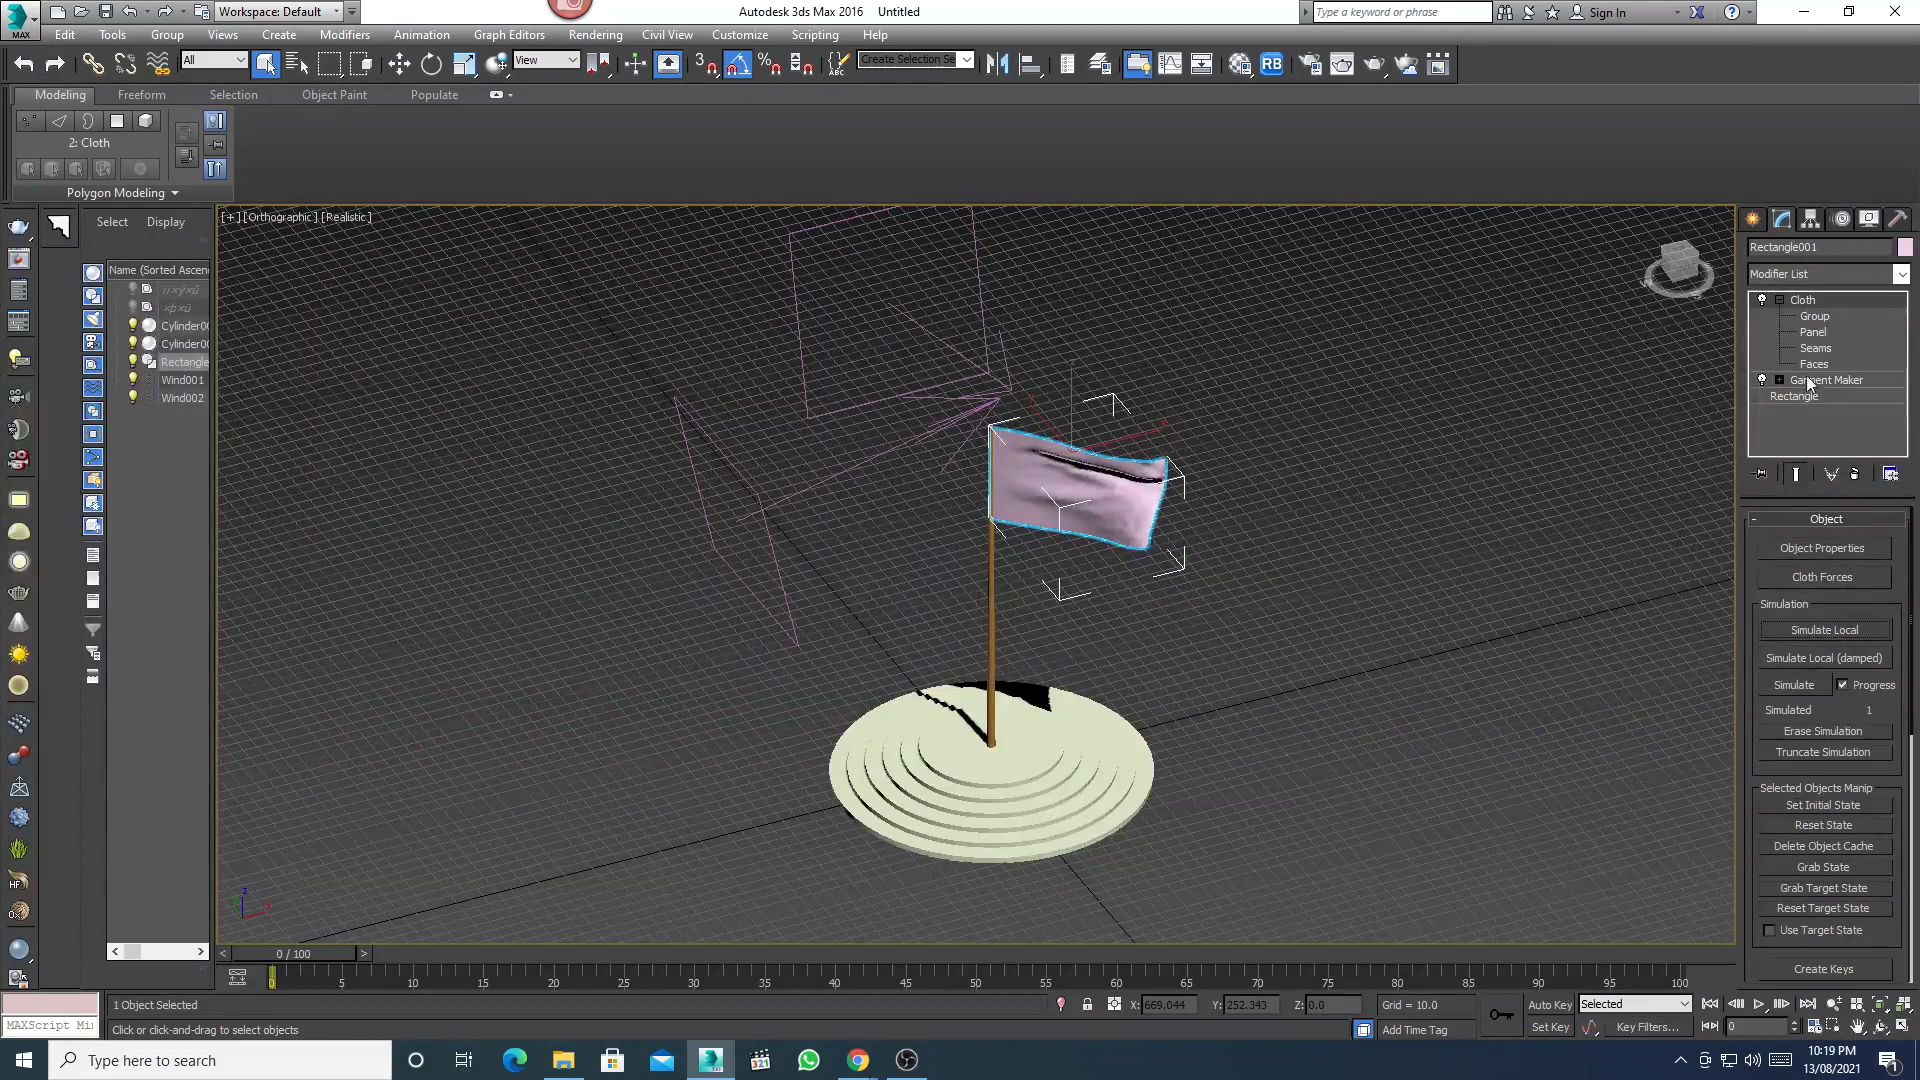 Workspace: Default
Autodesk 3ds Max 2016 Untitled
Type a keyword or phrase
Sign In
MAX
Edit Tools Group Views Create Modifiers Animation Graph Editors Rendering Civil View Customize Scripting Help
All
View
3
ABC
Create Selection Se
RB
Modeling Freeform Selection Object Paint Populate
2: Cloth
Polygon Modeling
Select Display
[+] [Orthographic] [Realistic]
Name (Sorted Ascen
Cylinder00
Cylinder00
Rectangle
Wind001
Wind002
Rectangle001
Modifier List
Cloth
Group
Panel
Seams
Faces
Garment Maker
Rectangle
Object
Object Properties
Cloth Forces
Simulation
Simulate Local
Simulate Local (damped)
Simulate Progress
Simulated 1
Erase Simulation
Truncate Simulation
Selected Objects Manip
Set Initial State
Reset State
Delete Object Cache
Grab State
Grab Target State
Reset Target State
Use Target State
Create Keys
0 / 100
0 5 10 15 20 25 30 35 40 45 50 55 60 65 70 75 80 85 90 95 100
1 Object Selected
X: 669.044 Y: 252.343 Z: 0.0 Grid = 10.0
Auto Key Selected
MAXScript Mi
Click or click-and-drag to select objects
Add Time Tag
Set Key Key Filters...
0
Type here to search
10:19 PM
13/08/2021